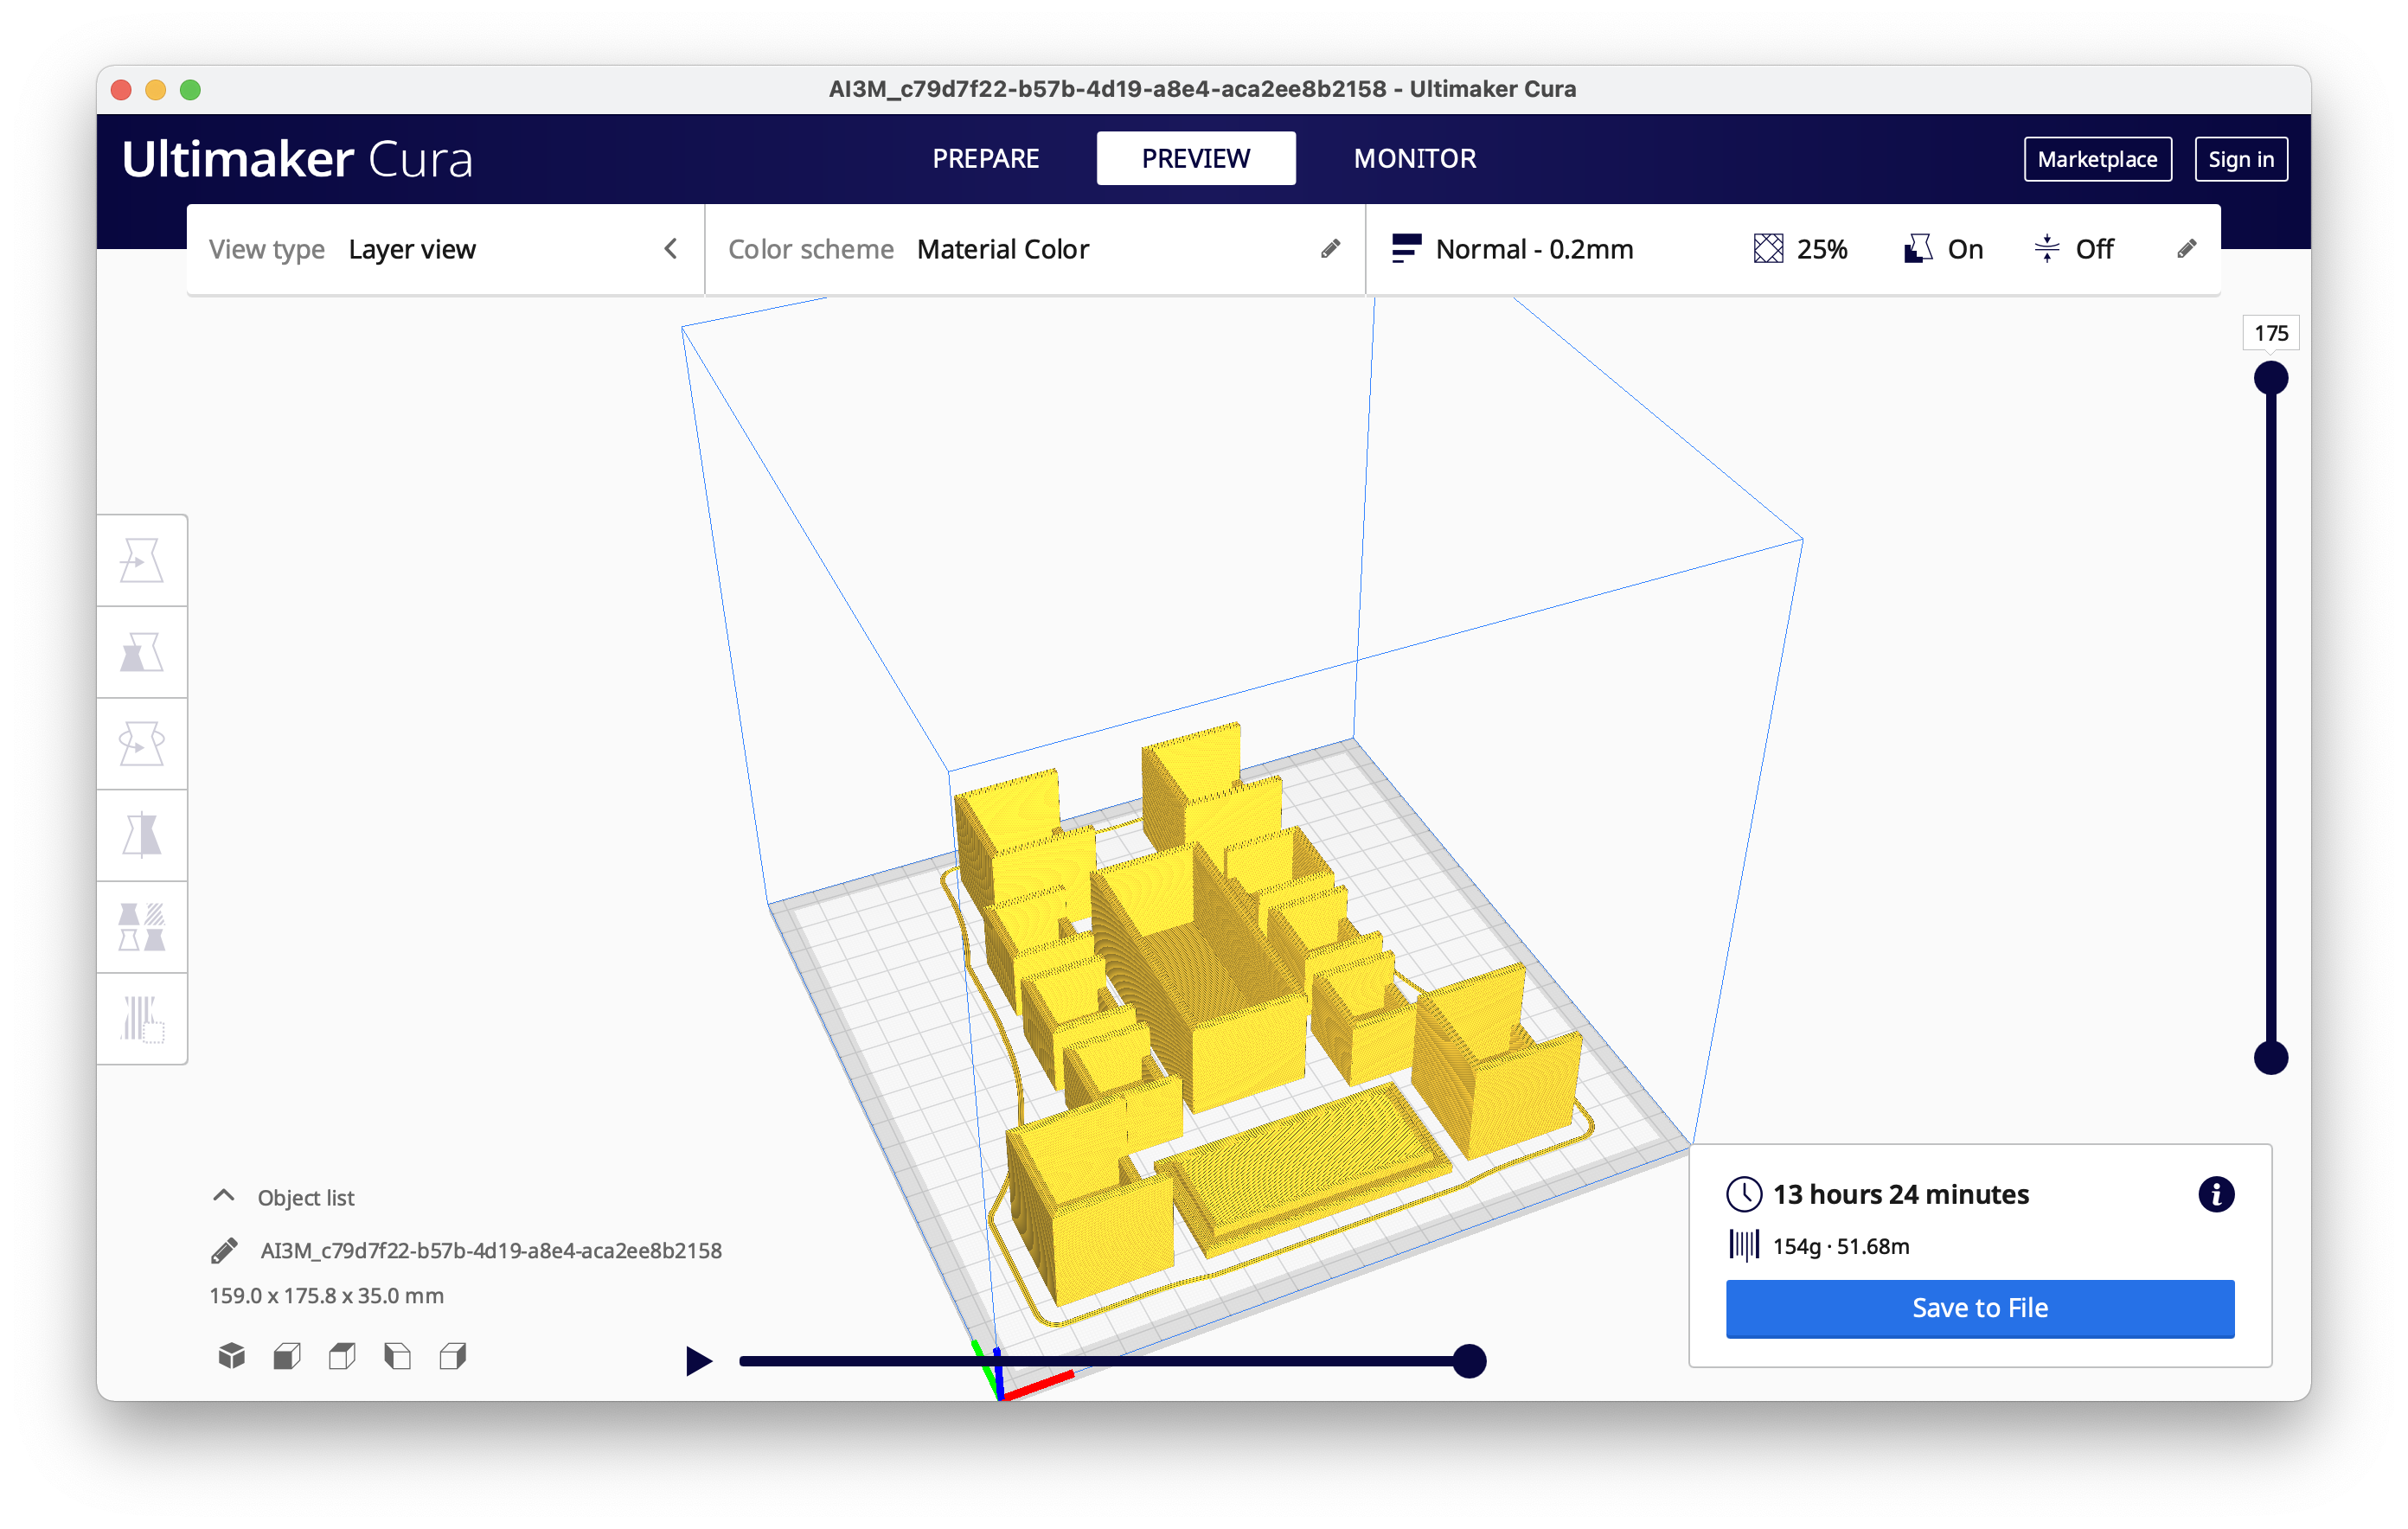 AI3M_c79d7f22-b57b-4d19-a8e4-aca2ee8b2158 - Ultimaker Cura
Ultimaker Cura
PREPARE
PREVIEW
MONITOR
Marketplace
Sign in
View type Layer view
Color scheme Material Color
Normal - 0.2mm
25%
On
Off
175
Object list
AI3M_c79d7f22-b57b-4d19-a8e4-aca2ee8b2158
159.0 x 175.8 x 35.0 mm
13 hours 24 minutes
154g · 51.68m
Save to File